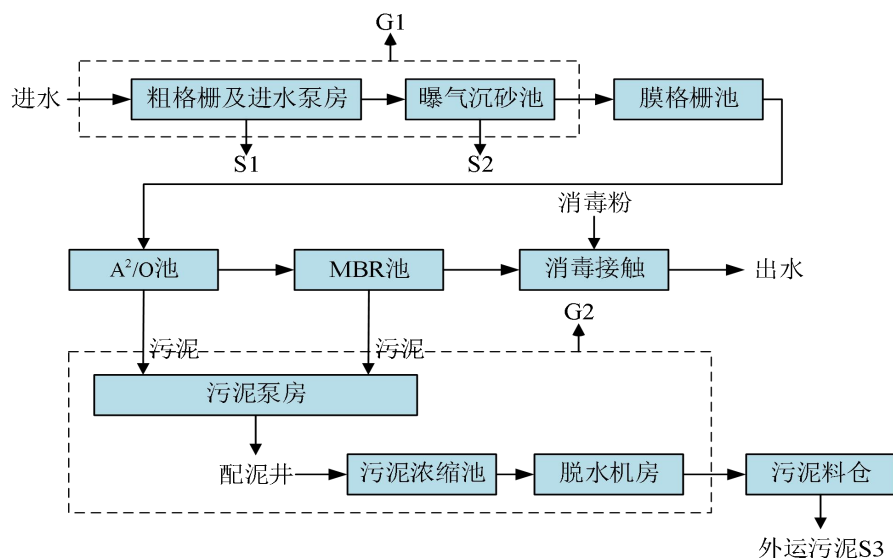 G1
进水
粗格栅及进水泵房
曝气沉砂池
膜格栅池
S1
S2
消毒粉
A²/O池
MBR池
消毒接触
出水
G2
污泥
污泥
污泥泵房
配泥井
污泥浓缩池
脱水机房
污泥料仓
外运污泥S3